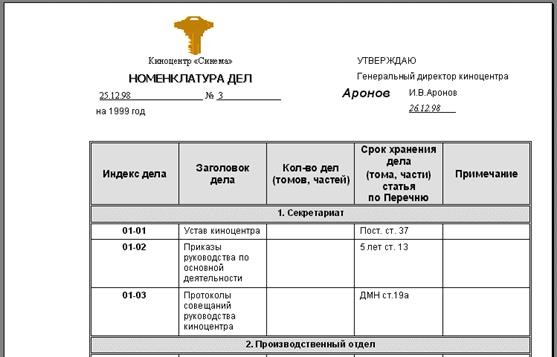 Киноцентр «Синема»
НОМЕНКЛАТУРА ДЕЛ
25.12.98 № 3
на 1999 год
УТВЕРЖДАЮ
Генеральный директор киноцентра
Аронов И.В.Аронов
26.12.98
Индекс дела
Заголовок
дела
Кол-во дел
(томов, частей)
Срок хранения
дела
(тома, части)
статья
по Перечню
Примечание
1. Секретариат
01-01 Устав киноцентра Пост. ст. 37
01-02 Приказы 5 лет ст. 13
руководства по
основной
деятельности
01-03 Протоколы ДМН ст.19а
совещаний
руководства
киноцентра
2. Производственный отдел